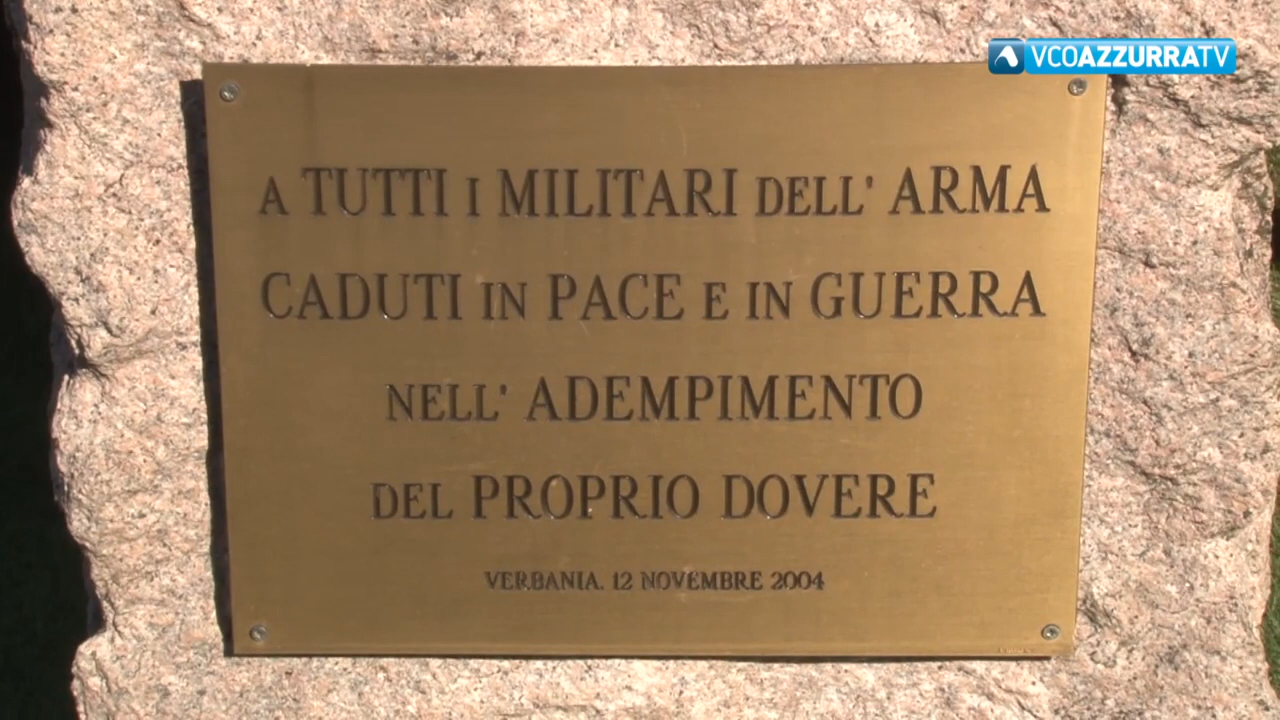 VCOAZZURRATV
A TUTTI I MILITARI DELL' ARMA
CADUTI IN PACE E IN GUERRA
NELL' ADEMPIMENTO
DEL PROPRIO DOVERE
VERBANIA. 12 NOVEMBRE 2004